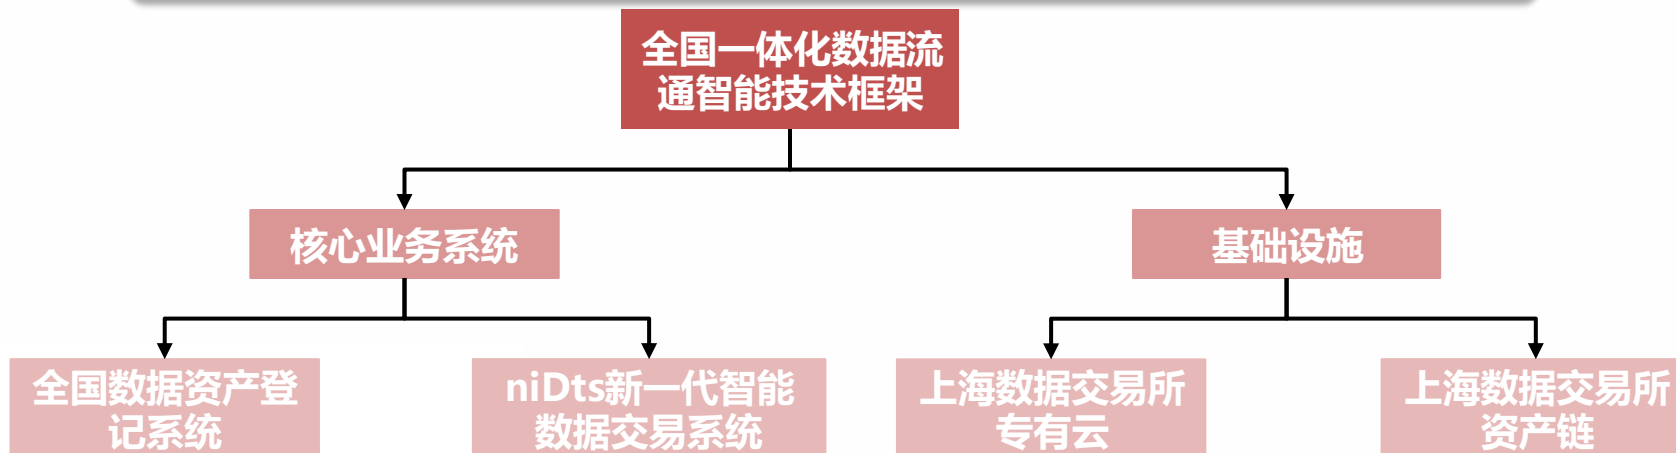 全国一体化数据流
通智能技术框架
核心业务系统
基础设施
全国数据资产登
记系统
niDts新一代智能
数据交易系统
上海数据交易所
专有云
上海数据交易所
资产链